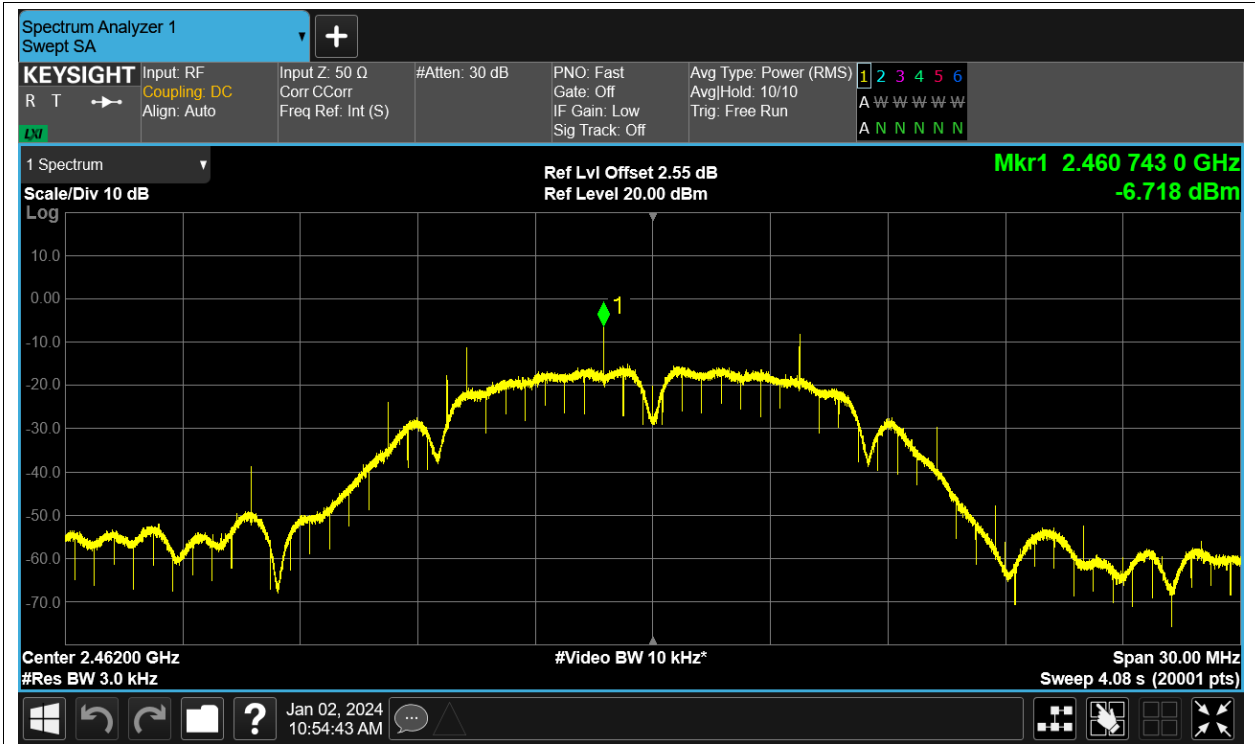 Spectrum Analyzer 1
Swept SA
KEYSIGHT
R T
LXI
Input: RF
Coupling: DC
Align: Auto
Input Z: 50 Ω
Corr CCorr
Freq Ref: Int (S)
#Atten: 30 dB
PNO: Fast
Gate: Off
IF Gain: Low
Sig Track: Off
Avg Type: Power (RMS)
Avg|Hold: 10/10
Trig: Free Run
1 2 3 4 5 6
A W W W W W
A N N N N N
1 Spectrum
Scale/Div 10 dB
Log
Ref Lvl Offset 2.55 dB
Ref Level 20.00 dBm
Mkr1 2.460 743 0 GHz
-6.718 dBm
10.0
0.00
-10.0
-20.0
-30.0
-40.0
-50.0
-60.0
-70.0
1
Center 2.46200 GHz
#Res BW 3.0 kHz
#Video BW 10 kHz*
Span 30.00 MHz
Sweep 4.08 s (20001 pts)
?
Jan 02, 2024
10:54:43 AM